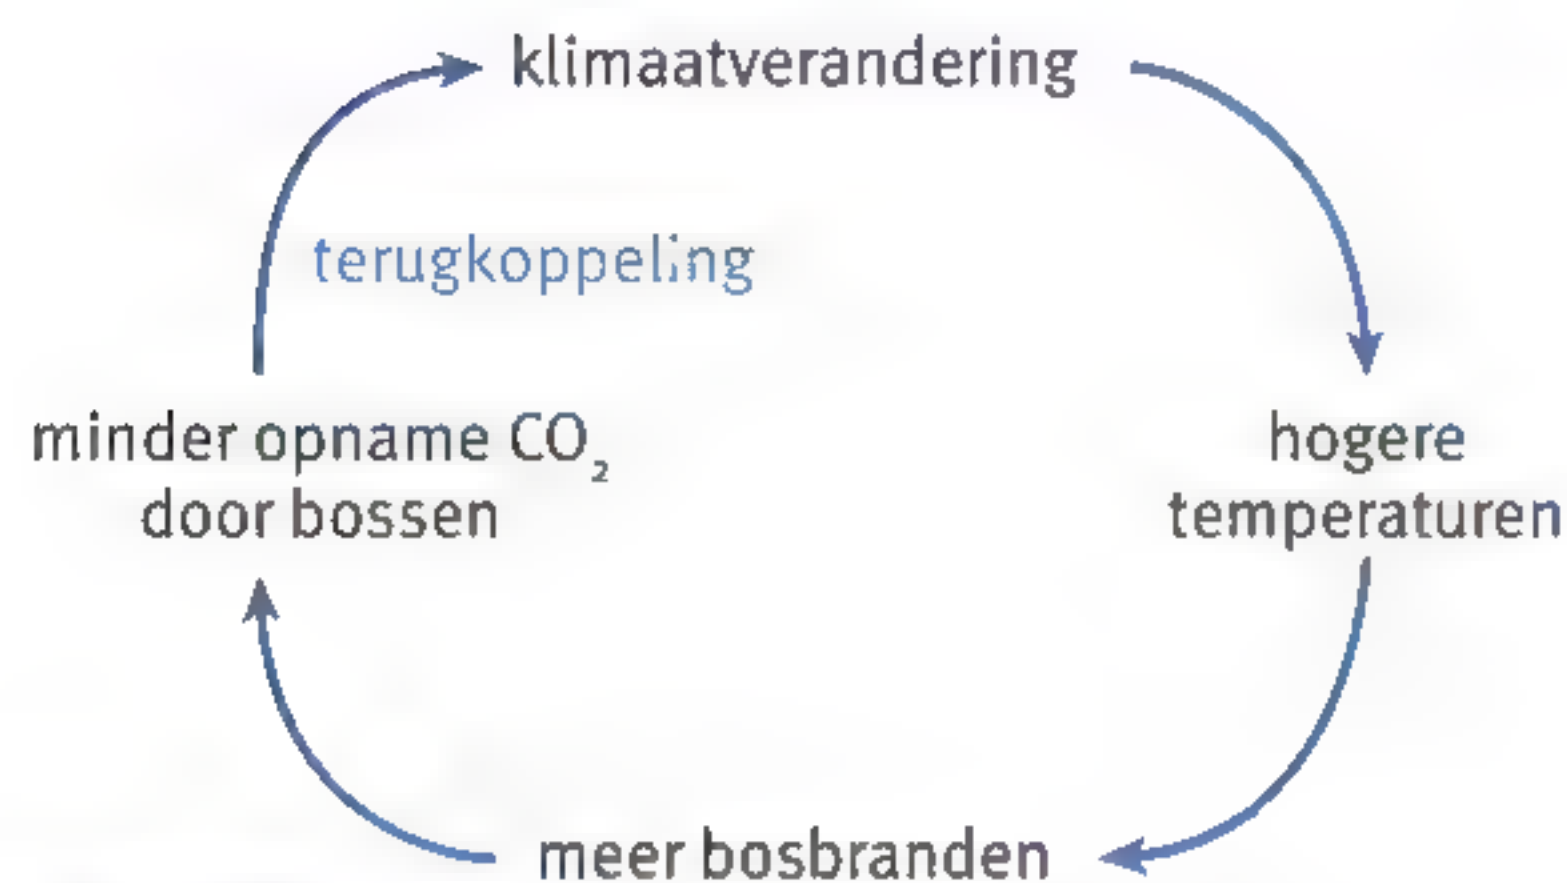 klimaatverandering
terugkoppeling
minder opname CO₂
door bossen
hogere
temperaturen
meer bosbranden